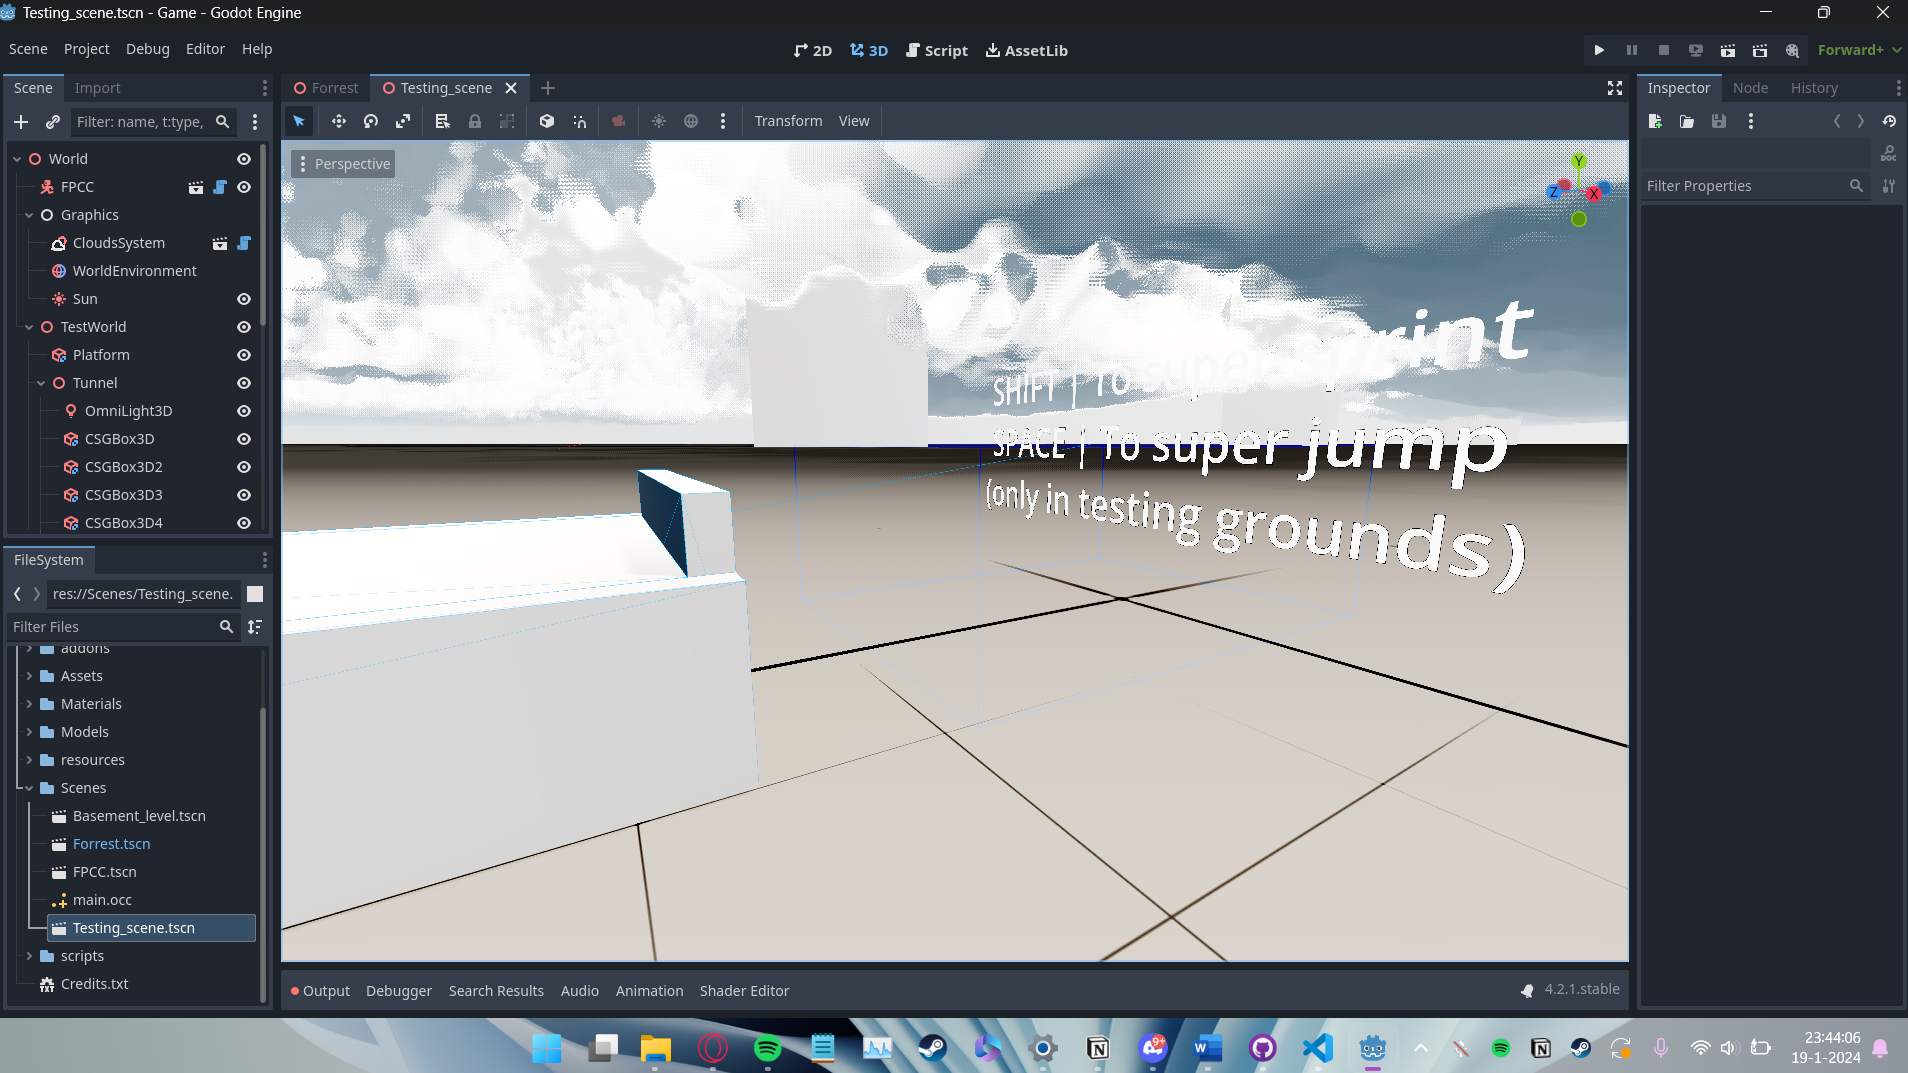 Testing_scene.tscn - Game - Godot Engine
Scene Project Debug Editor Help
2D 3D Script AssetLib
Forward+
Scene Import
Filter: name, t:type,
World
FPCC
Graphics
CloudsSystem
WorldEnvironment
Sun
TestWorld
Platform
Tunnel
OmniLight3D
CSGBox3D
CSGBox3D2
CSGBox3D3
CSGBox3D4
FileSystem
res://Scenes/Testing_scene.
Filter Files
addons
Assets
Materials
Models
resources
Scenes
Basement_level.tscn
Forrest.tscn
FPCC.tscn
main.occ
Testing_scene.tscn
scripts
Credits.txt
Forrest Testing_scene
Transform View
Perspective
Y
Z X
SHIFT | To super sprint
SPACE | To super jump
(only in testing grounds)
Output Debugger Search Results Audio Animation Shader Editor
4.2.1.stable
Inspector Node History
DOC
Filter Properties
9+
W
23:44:06
19-1-2024